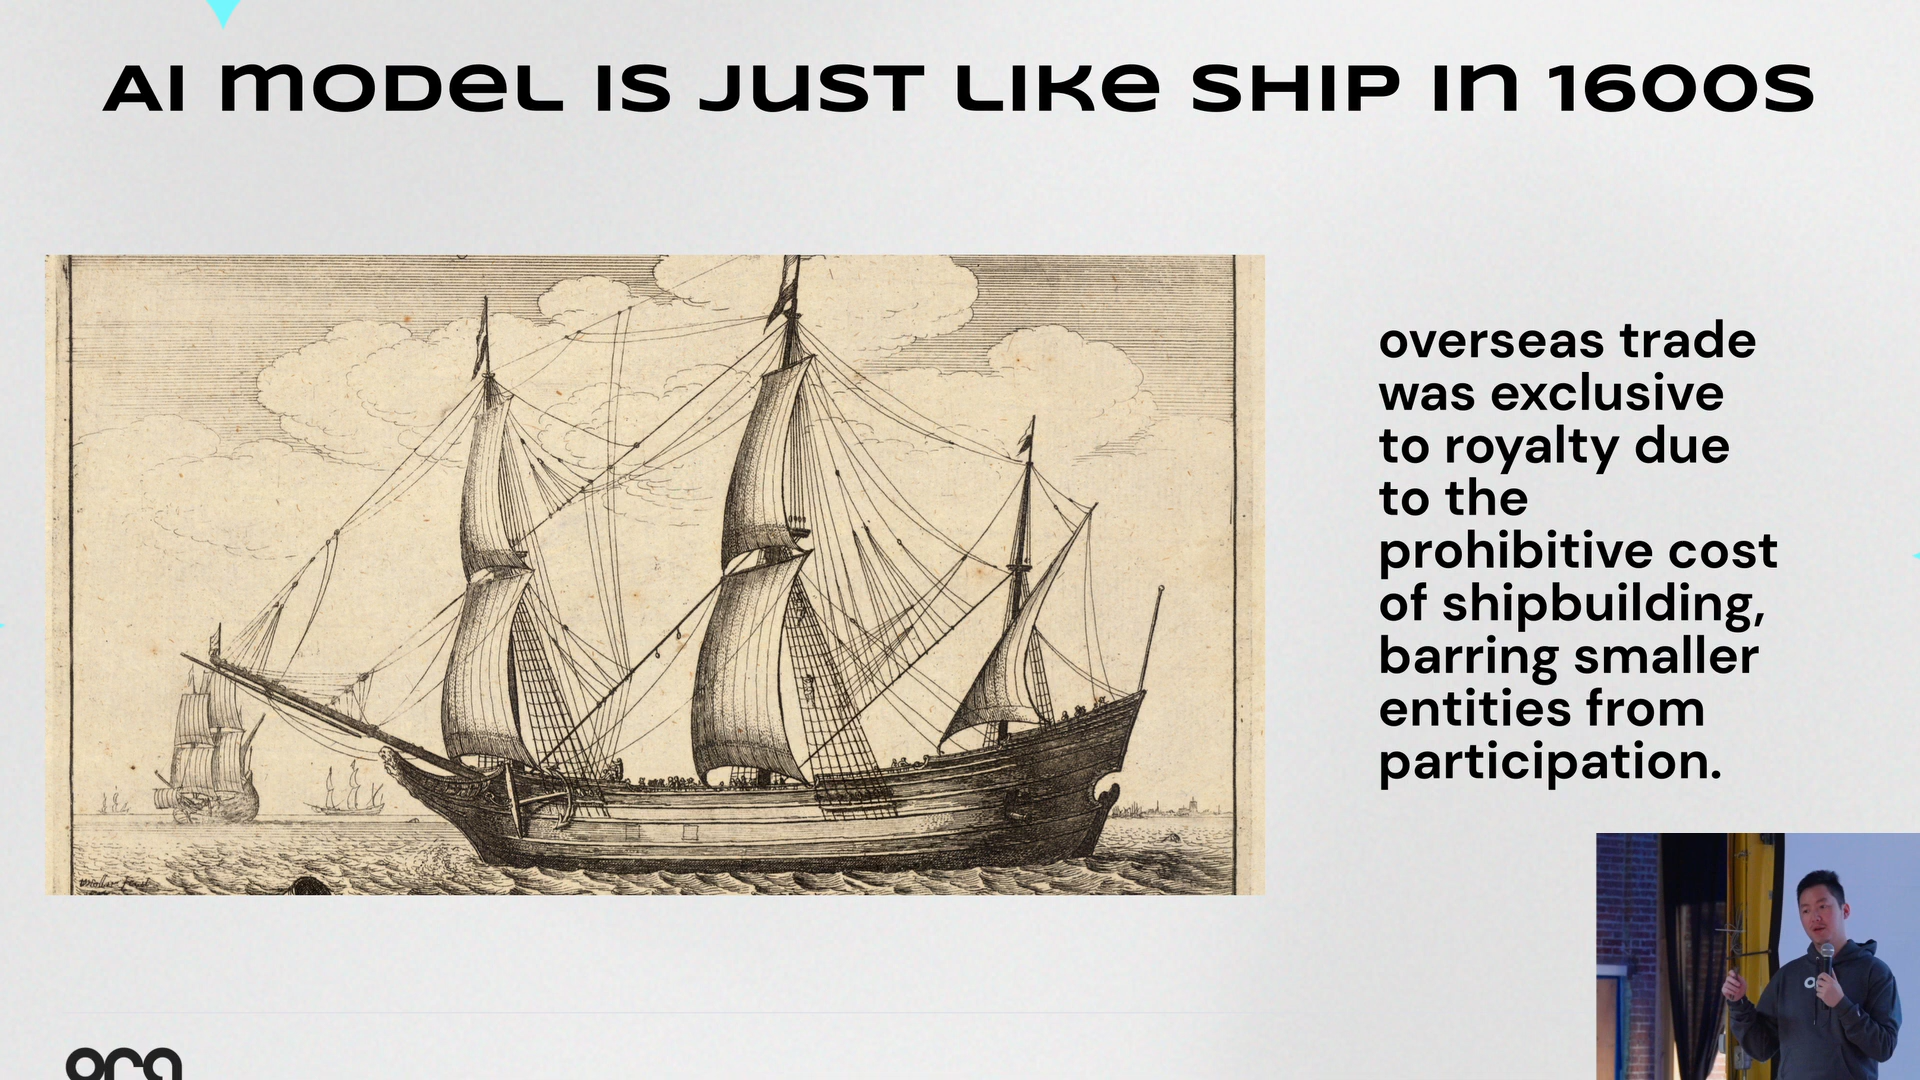 AI MODEL IS JUST LIKE SHIP IN 1600S
overseas trade
was exclusive
to royalty due
to the
prohibitive cost
of shipbuilding,
barring smaller
entities from
participation.
ora